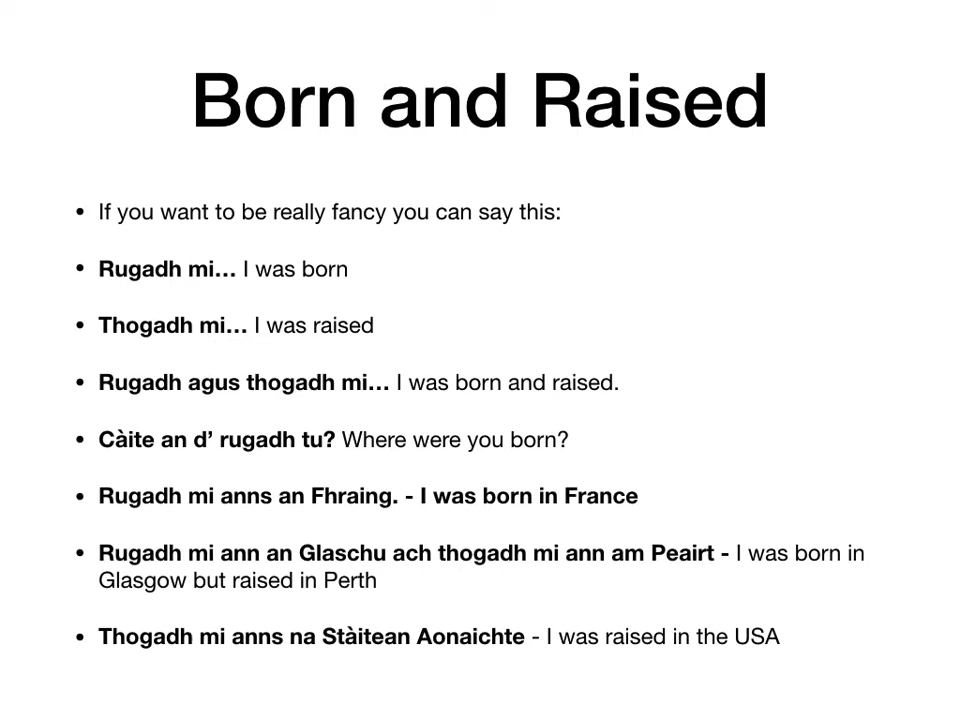 Born and Raised
• If you want to be really fancy you can say this:
• Rugadh mi… I was born
• Thogadh mi… I was raised
• Rugadh agus thogadh mi… I was born and raised.
• Càite an d’ rugadh tu? Where were you born?
• Rugadh mi anns an Fhraing. - I was born in France
• Rugadh mi ann an Glaschu ach thogadh mi ann am Peairt - I was born in
Glasgow but raised in Perth
• Thogadh mi anns na Stàitean Aonaichte - I was raised in the USA